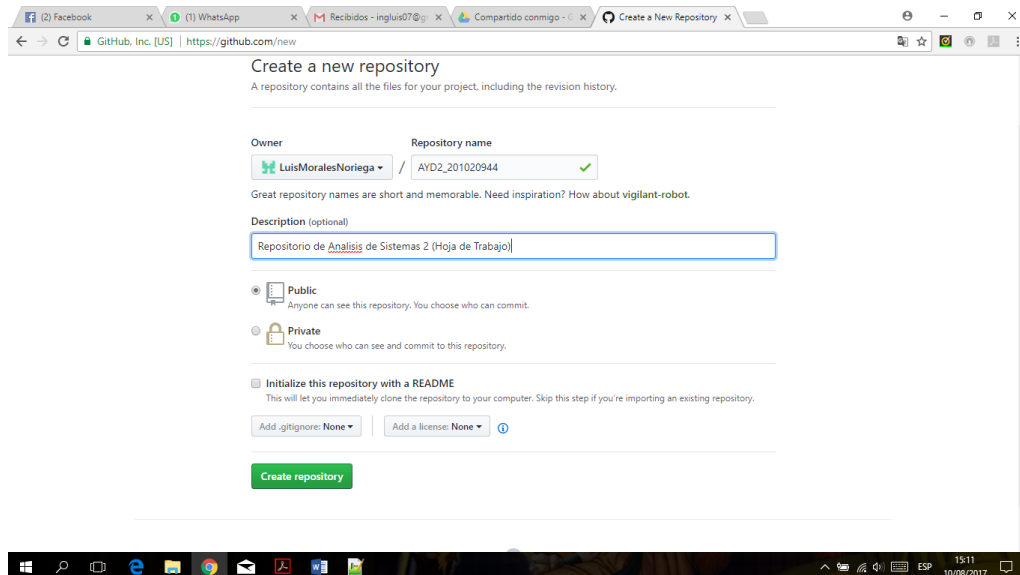 (2) Facebook
(1) WhatsApp
Recibidos - ingluis07@g
Compartido conmigo - G
Create a New Repository
GitHub, Inc. [US] | https://github.com/new
Create a new repository
A repository contains all the files for your project, including the revision history.
Owner Repository name
LuisMoralesNoriega / AYD2_201020944
Great repository names are short and memorable. Need inspiration? How about vigilant-robot.
Description (optional)
Repositorio de Analisis de Sistemas 2 (Hoja de Trabajo)
Public
Anyone can see this repository. You choose who can commit.
Private
You choose who can see and commit to this repository.
Initialize this repository with a README
This will let you immediately clone the repository to your computer. Skip this step if you're importing an existing repository.
Add .gitignore: None Add a license: None
Create repository
ESP
15:11
10/08/2017